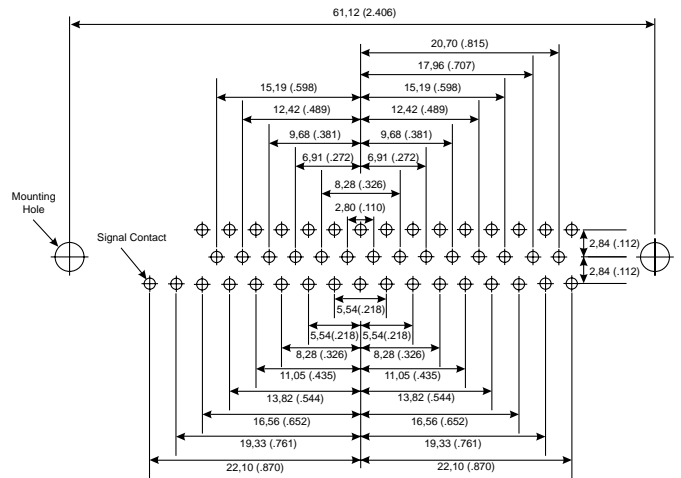 61,12 (2.406)
20,70 (.815)
17,96 (.707)
15,19 (.598) 15,19 (.598)
12,42 (.489) 12,42 (.489)
9,68 (.381) 9,68 (.381)
6,91 (.272) 6,91 (.272)
8,28 (.326)
2,80 (.110)
Mounting
Hole
Signal Contact
2,84 (.112)
2,84 (.112)
5,54(.218)
5,54(.218) 5,54(.218)
8,28 (.326) 8,28 (.326)
11,05 (.435) 11,05 (.435)
13,82 (.544) 13,82 (.544)
16,56 (.652) 16,56 (.652)
19,33 (.761) 19,33 (.761)
22,10 (.870) 22,10 (.870)